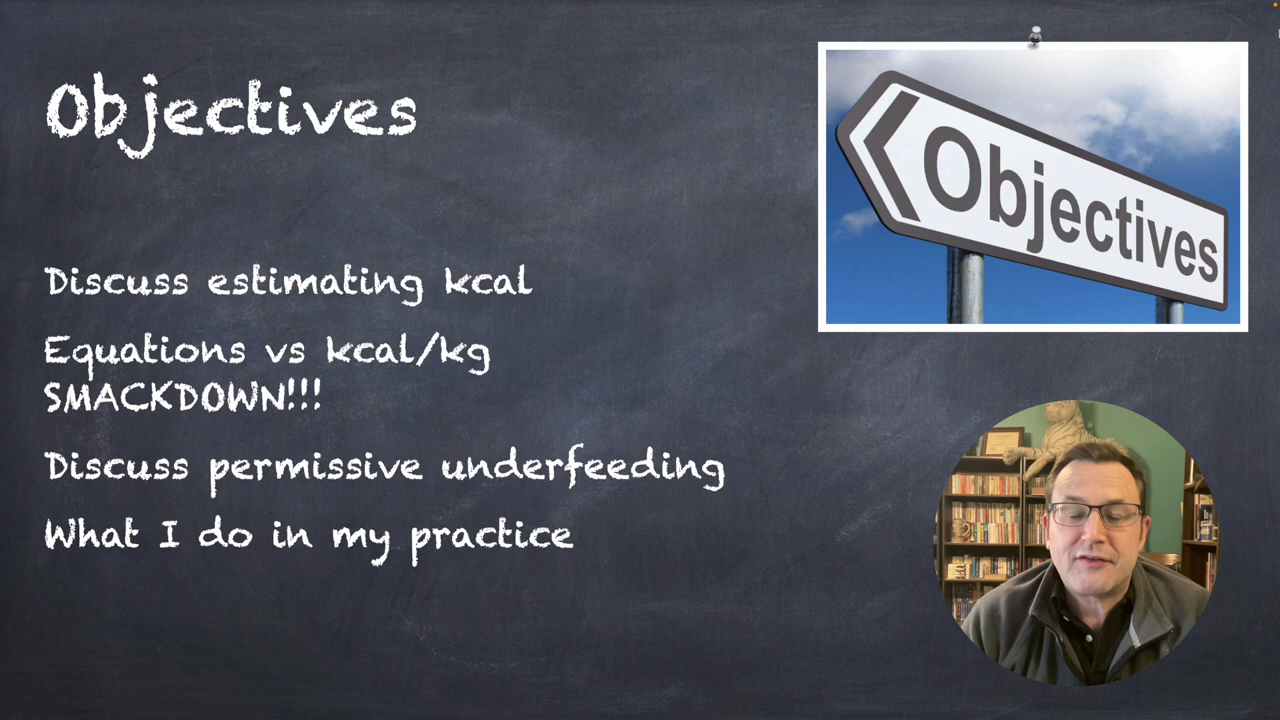 Objectives
Objectives
Discuss estimating kcal
Equations vs kcal/kg
SMACKDOWN!!!
Discuss permissive underfeeding
What I do in my practice